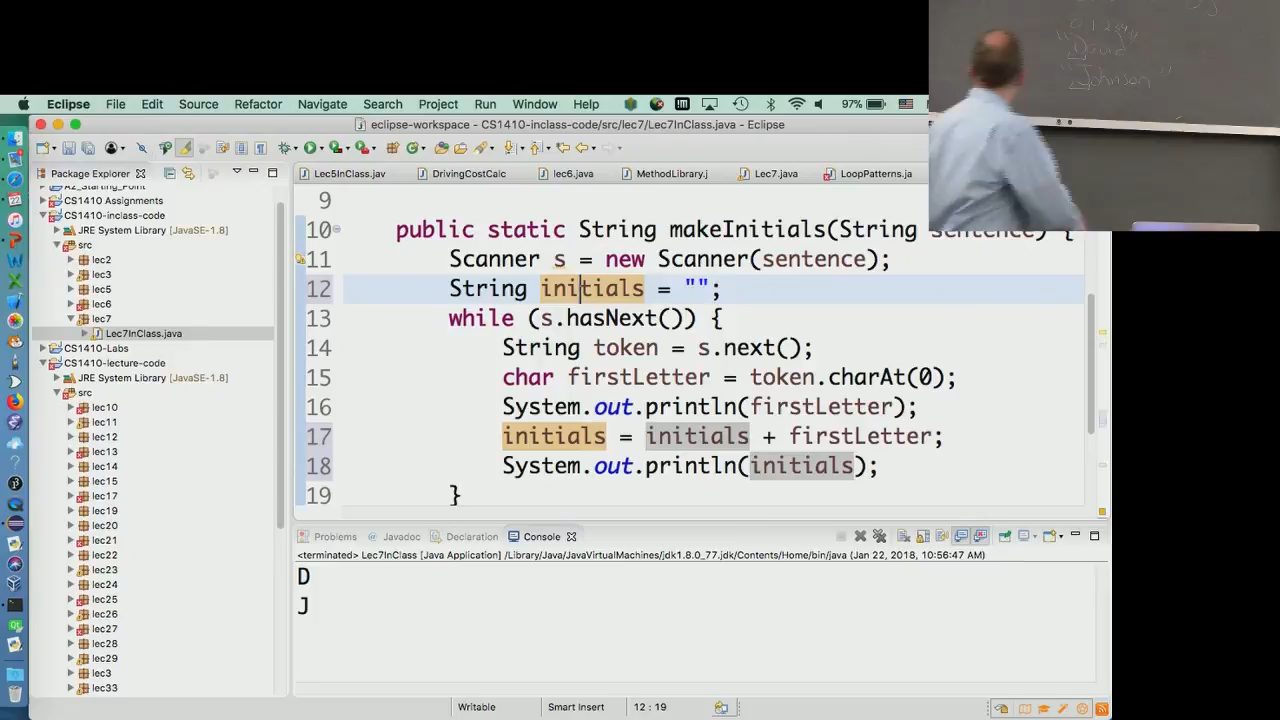 Eclipse File Edit Source Refactor Navigate Search Project Run Window Help 97%
eclipse-workspace - CS1410-inclass-code/src/lec7/Lec7InClass.java - Eclipse
Package Explorer
Lec5InClass.jav DrivingCostCalc lec6.java MethodLibrary.j Lec7.java LoopPatterns.ja
A2_Starting_Point
CS1410 Assignments
CS1410-inclass-code
JRE System Library [JavaSE-1.8]
src
lec2
lec3
lec5
lec6
lec7
Lec7InClass.java
CS1410-Labs
CS1410-lecture-code
JRE System Library [JavaSE-1.8]
src
lec10
lec11
lec12
lec13
lec14
lec15
lec17
lec19
lec20
lec21
lec22
lec23
lec24
lec25
lec26
lec27
lec28
lec29
lec3
lec33
9
10 public static String makeInitials(String sentence) {
11 Scanner s = new Scanner(sentence);
12 String initials = "";
13 while (s.hasNext()) {
14 String token = s.next();
15 char firstLetter = token.charAt(0);
16 System.out.println(firstLetter);
17 initials = initials + firstLetter;
18 System.out.println(initials);
19 }
Problems Javadoc Declaration Console
<terminated> Lec7InClass [Java Application] /Library/Java/JavaVirtualMachines/jdk1.8.0_77.jdk/Contents/Home/bin/java (Jan 22, 2018, 10:56:47 AM)
D
J
Writable Smart Insert 12 : 19
"David"
"Johnson"